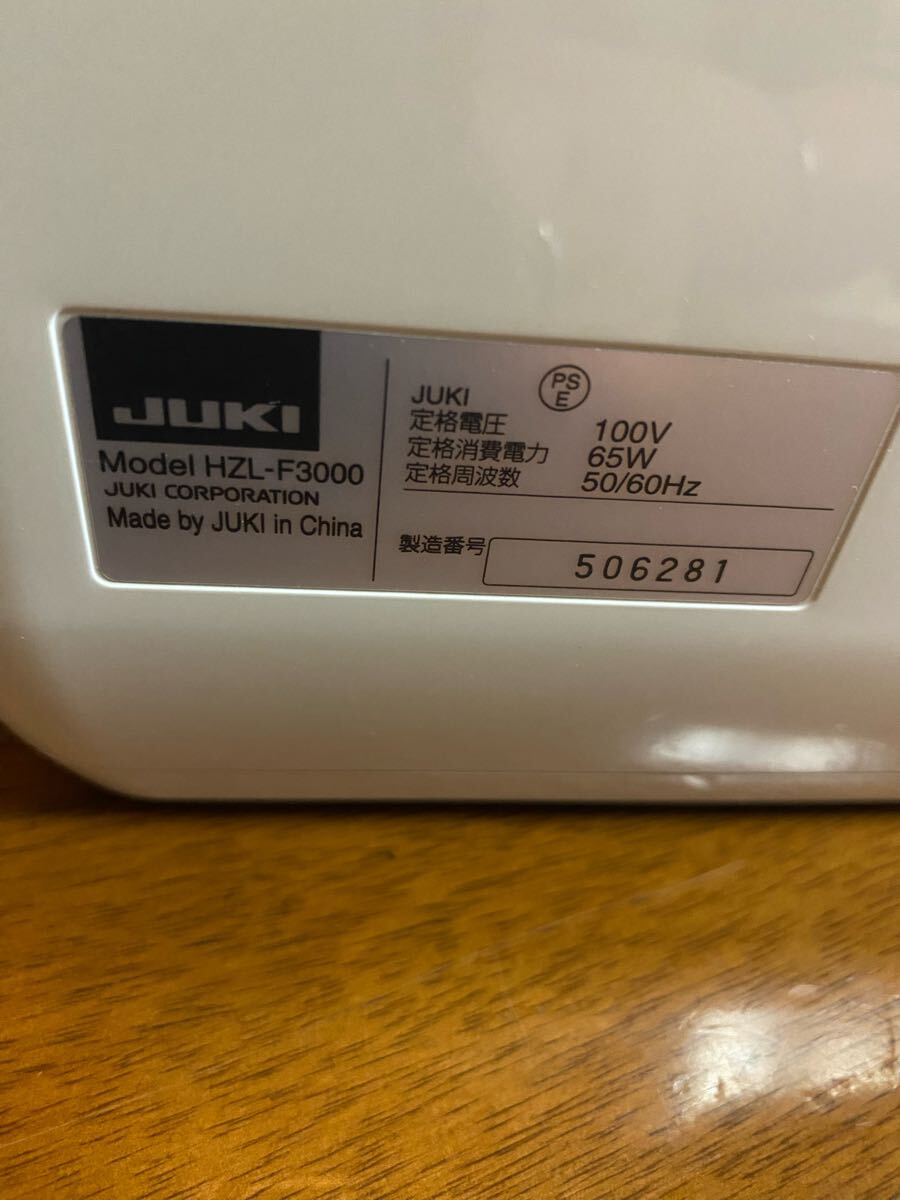 JUKI
Model HZL-F3000
JUKI CORPORATION
Made by JUKI in China
JUKI PS E
定格電圧 100V
定格消費電力 65W
定格周波数 50/60Hz
製造番号 506281